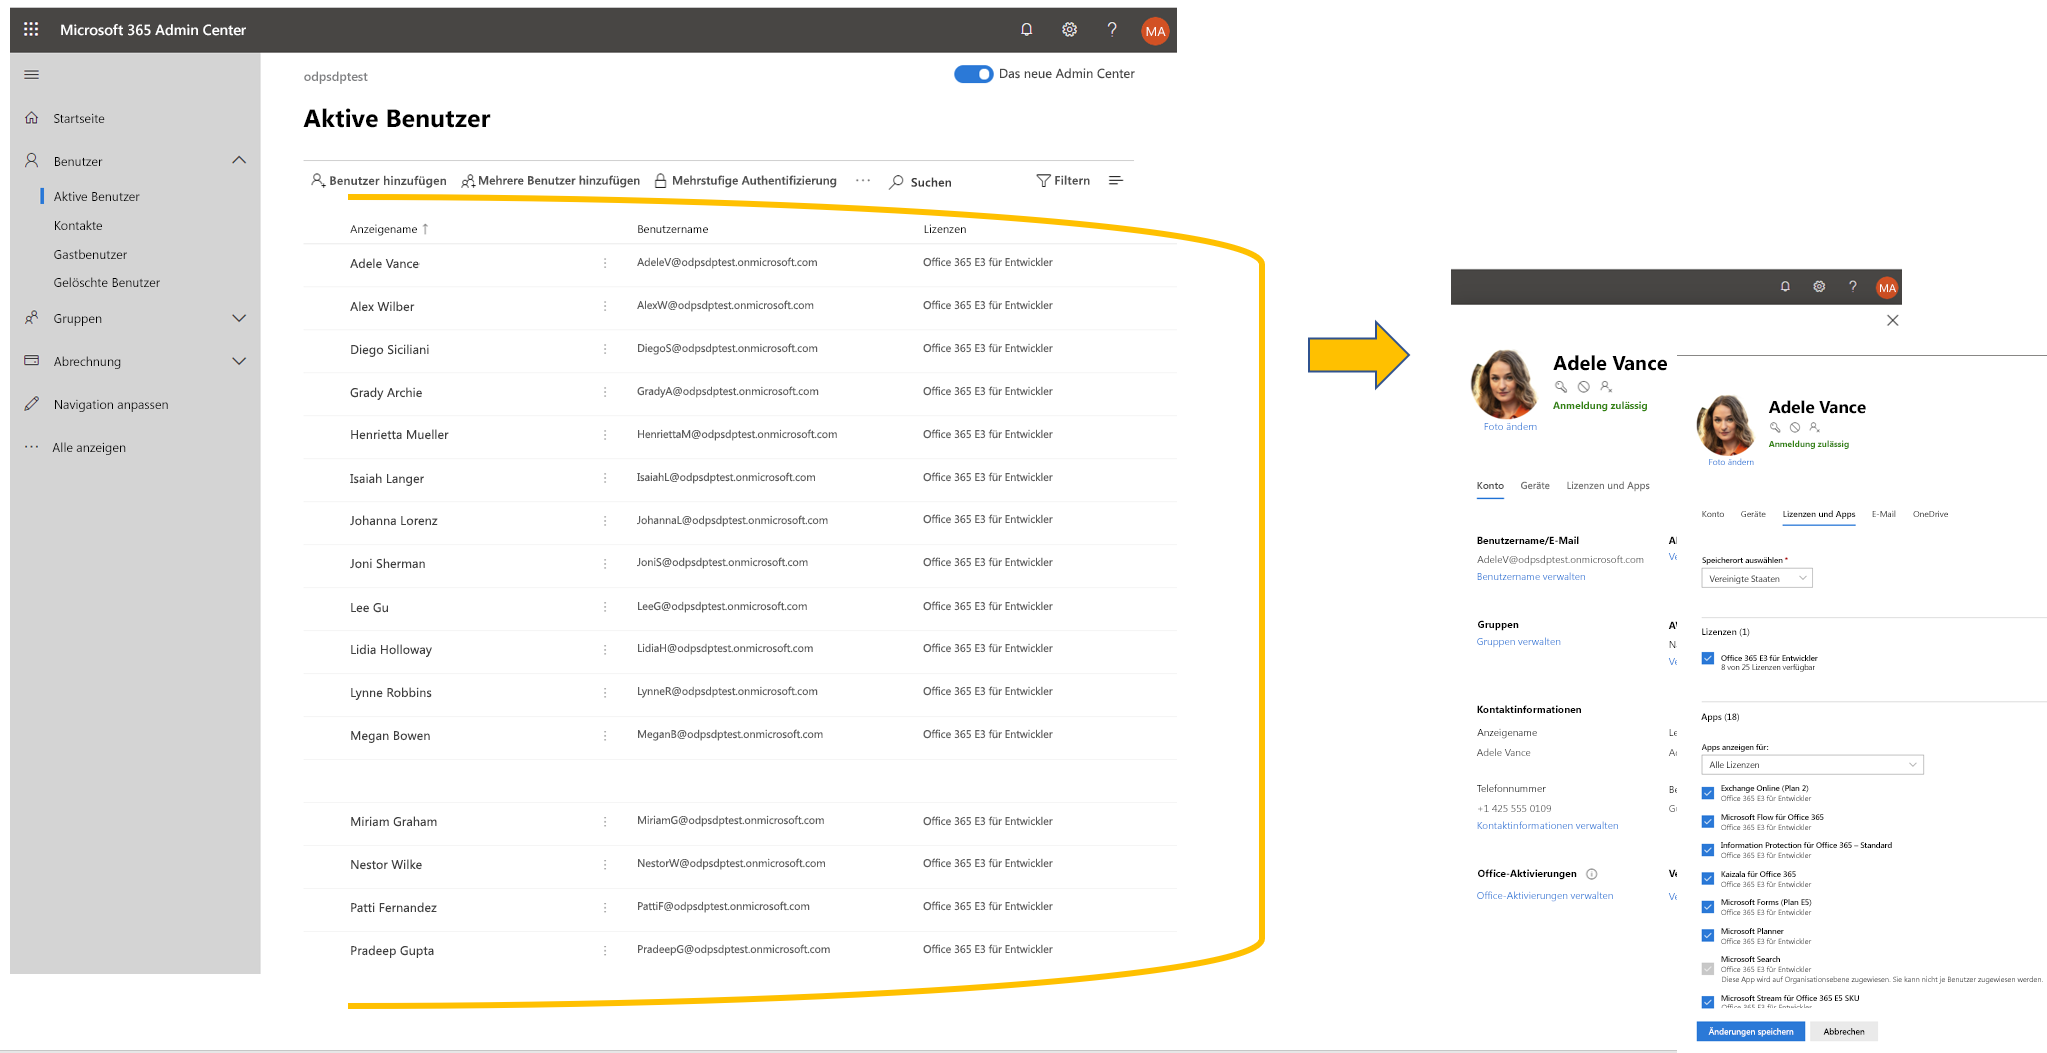 Microsoft 365 Admin Center
?
MA
odpsdptest
Das neue Admin Center
Startseite
Benutzer
Aktive Benutzer
Kontakte
Gastbenutzer
Gelöschte Benutzer
Gruppen
Abrechnung
Navigation anpassen
Alle anzeigen
Aktive Benutzer
Benutzer hinzufügen Mehrere Benutzer hinzufügen Mehrstufige Authentifizierung ... Suchen Filtern
Anzeigename ↑ Benutzername Lizenzen
Adele Vance AdeleV@odpsdptest.onmicrosoft.com Office 365 E3 für Entwickler
Alex Wilber AlexW@odpsdptest.onmicrosoft.com Office 365 E3 für Entwickler
Diego Siciliani DiegoS@odpsdptest.onmicrosoft.com Office 365 E3 für Entwickler
Grady Archie GradyA@odpsdptest.onmicrosoft.com Office 365 E3 für Entwickler
Henrietta Mueller HenriettaM@odpsdptest.onmicrosoft.com Office 365 E3 für Entwickler
Isaiah Langer IsaiahL@odpsdptest.onmicrosoft.com Office 365 E3 für Entwickler
Johanna Lorenz JohannaL@odpsdptest.onmicrosoft.com Office 365 E3 für Entwickler
Joni Sherman JoniS@odpsdptest.onmicrosoft.com Office 365 E3 für Entwickler
Lee Gu LeeG@odpsdptest.onmicrosoft.com Office 365 E3 für Entwickler
Lidia Holloway LidiaH@odpsdptest.onmicrosoft.com Office 365 E3 für Entwickler
Lynne Robbins LynneR@odpsdptest.onmicrosoft.com Office 365 E3 für Entwickler
Megan Bowen MeganB@odpsdptest.onmicrosoft.com Office 365 E3 für Entwickler
Miriam Graham MiriamG@odpsdptest.onmicrosoft.com Office 365 E3 für Entwickler
Nestor Wilke NestorW@odpsdptest.onmicrosoft.com Office 365 E3 für Entwickler
Patti Fernandez PattiF@odpsdptest.onmicrosoft.com Office 365 E3 für Entwickler
Pradeep Gupta PradeepG@odpsdptest.onmicrosoft.com Office 365 E3 für Entwickler
?
MA
Adele Vance
Anmeldung zulässig
Foto ändern
Konto Geräte Lizenzen und Apps
Benutzername/E-Mail
AdeleV@odpsdptest.onmicrosoft.com
Benutzername verwalten
Gruppen
Gruppen verwalten
Kontaktinformationen
Anzeigename
Adele Vance
Telefonnummer
+1 425 555 0109
Kontaktinformationen verwalten
Office-Aktivierungen
Office-Aktivierungen verwalten
Adele Vance
Anmeldung zulässig
Foto ändern
Konto Geräte Lizenzen und Apps E-Mail OneDrive
Speicherort auswählen *
Vereinigte Staaten
Lizenzen (1)
Office 365 E3 für Entwickler
8 von 25 Lizenzen verfügbar
Apps (18)
Apps anzeigen für:
Alle Lizenzen
Exchange Online (Plan 2)
Office 365 E3 für Entwickler
Microsoft Flow für Office 365
Office 365 E3 für Entwickler
Information Protection für Office 365 – Standard
Office 365 E3 für Entwickler
Kaizala für Office 365
Office 365 E3 für Entwickler
Microsoft Forms (Plan E5)
Office 365 E3 für Entwickler
Microsoft Planner
Office 365 E3 für Entwickler
Microsoft Search
Office 365 E3 für Entwickler
Diese App wird auf Organisationsebene zugewiesen. Sie kann nicht je Benutzer zugewiesen werden.
Microsoft Stream für Office 365 E5 SKU
Office 365 E3 für Entwickler
Änderungen speichern Abbrechen